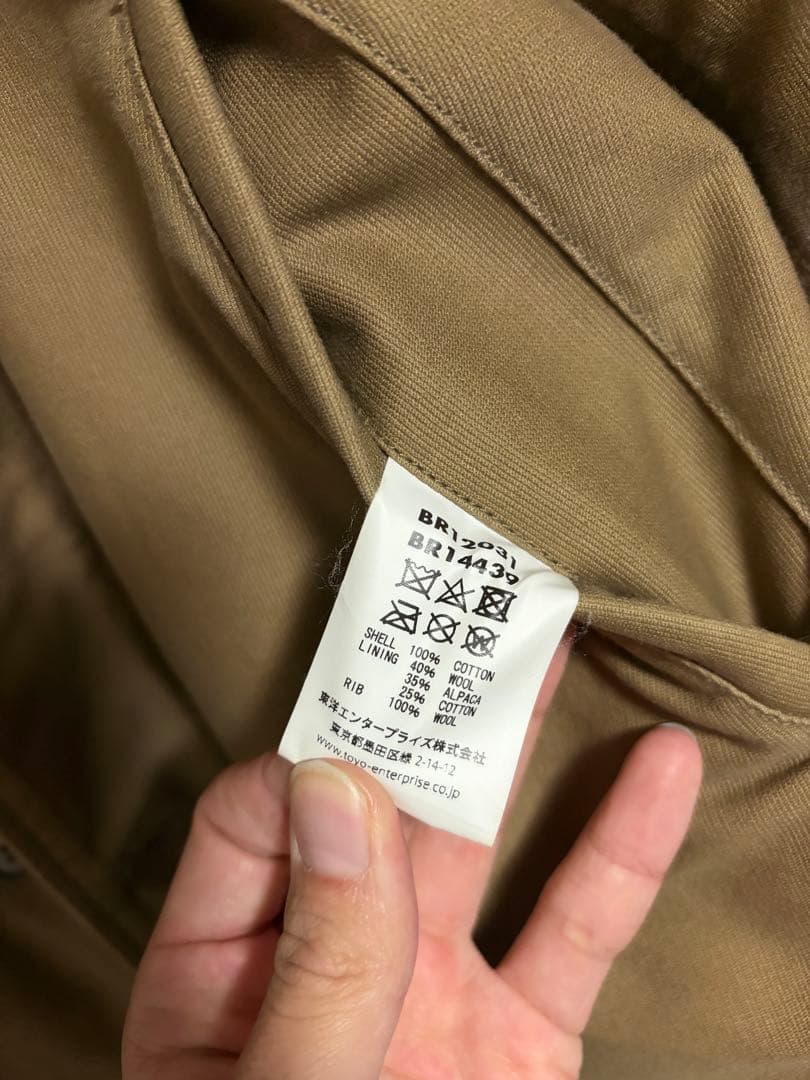 BR12031
BR14439
SHELL 100% COTTON
LINING 40% WOOL
35% ALPACA
25% COTTON
RIB 100% WOOL
東洋エンタープライズ株式会社
東京都墨田区緑 2-14-12
www.toyo-enterprise.co.jp